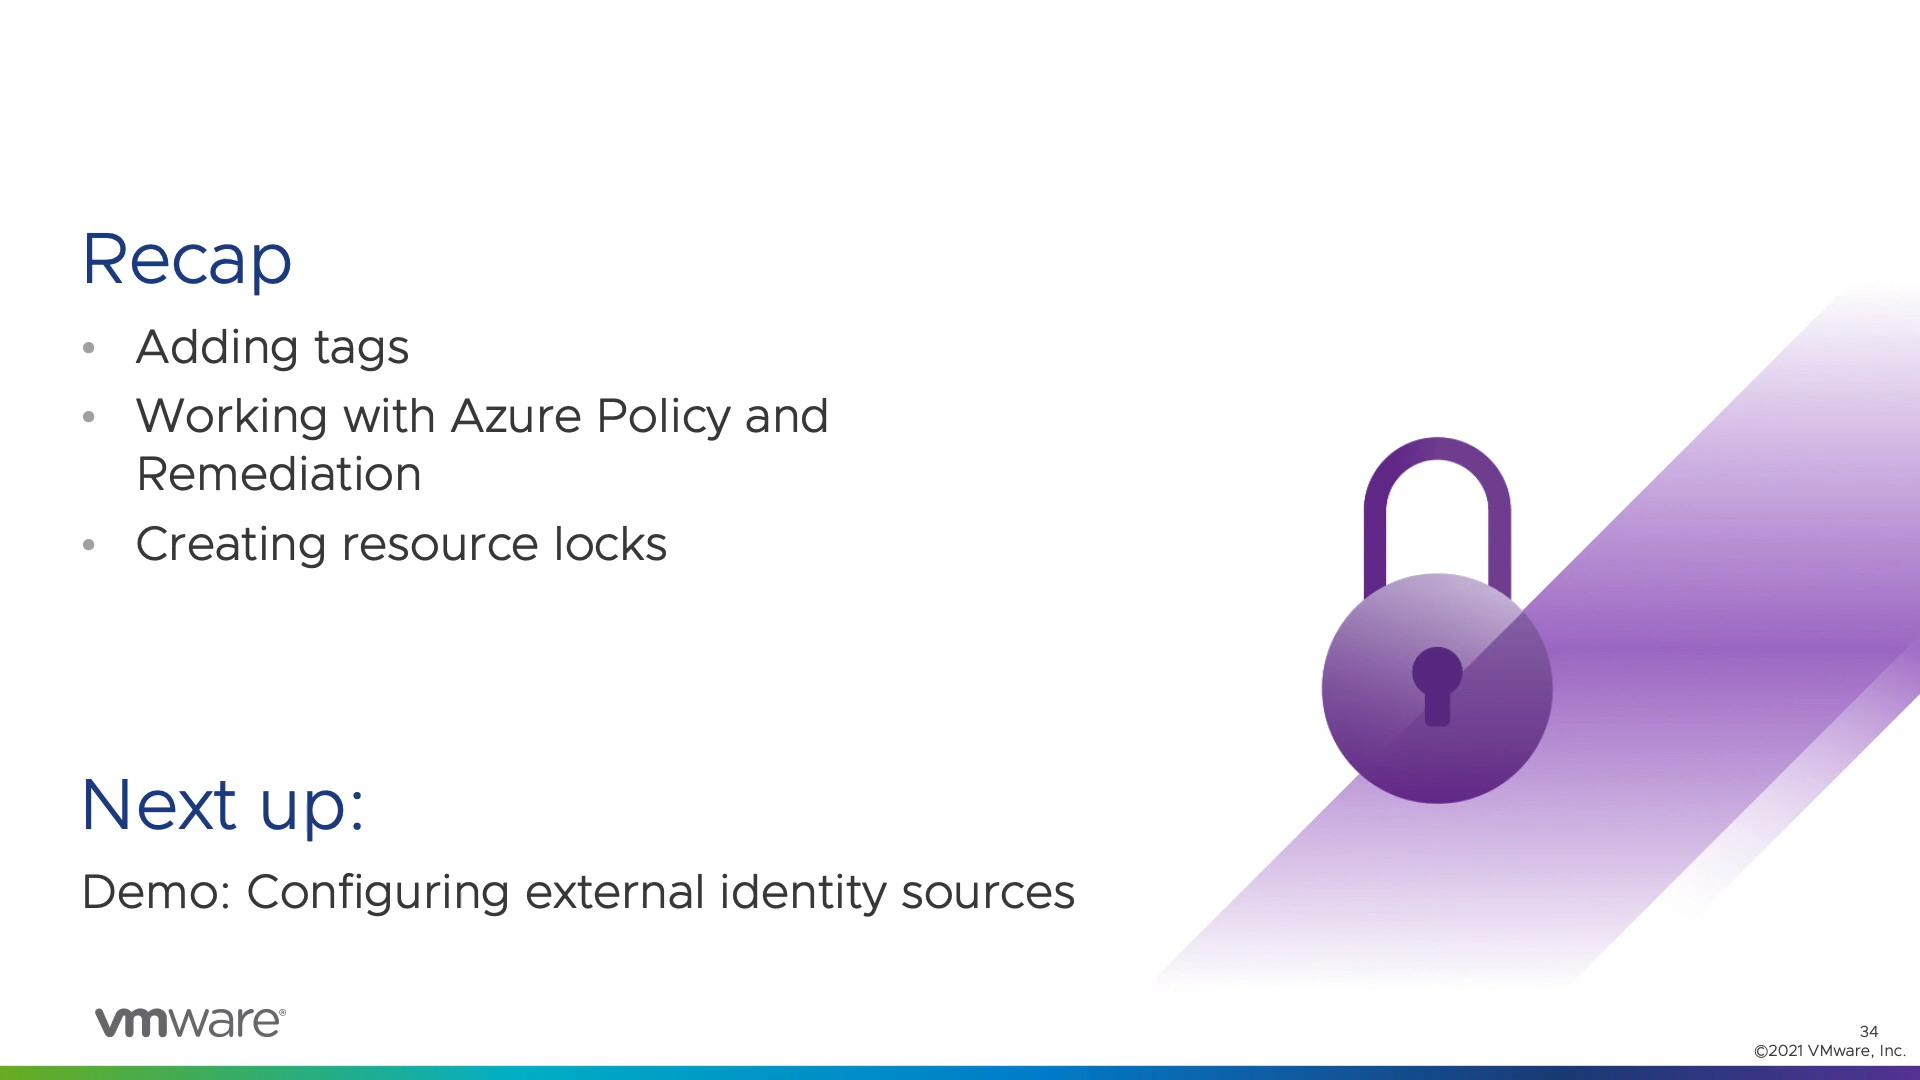 Recap
• Adding tags
• Working with Azure Policy and
Remediation
• Creating resource locks
Next up:
Demo: Configuring external identity sources
vmware®
34
©2021 VMware, Inc.